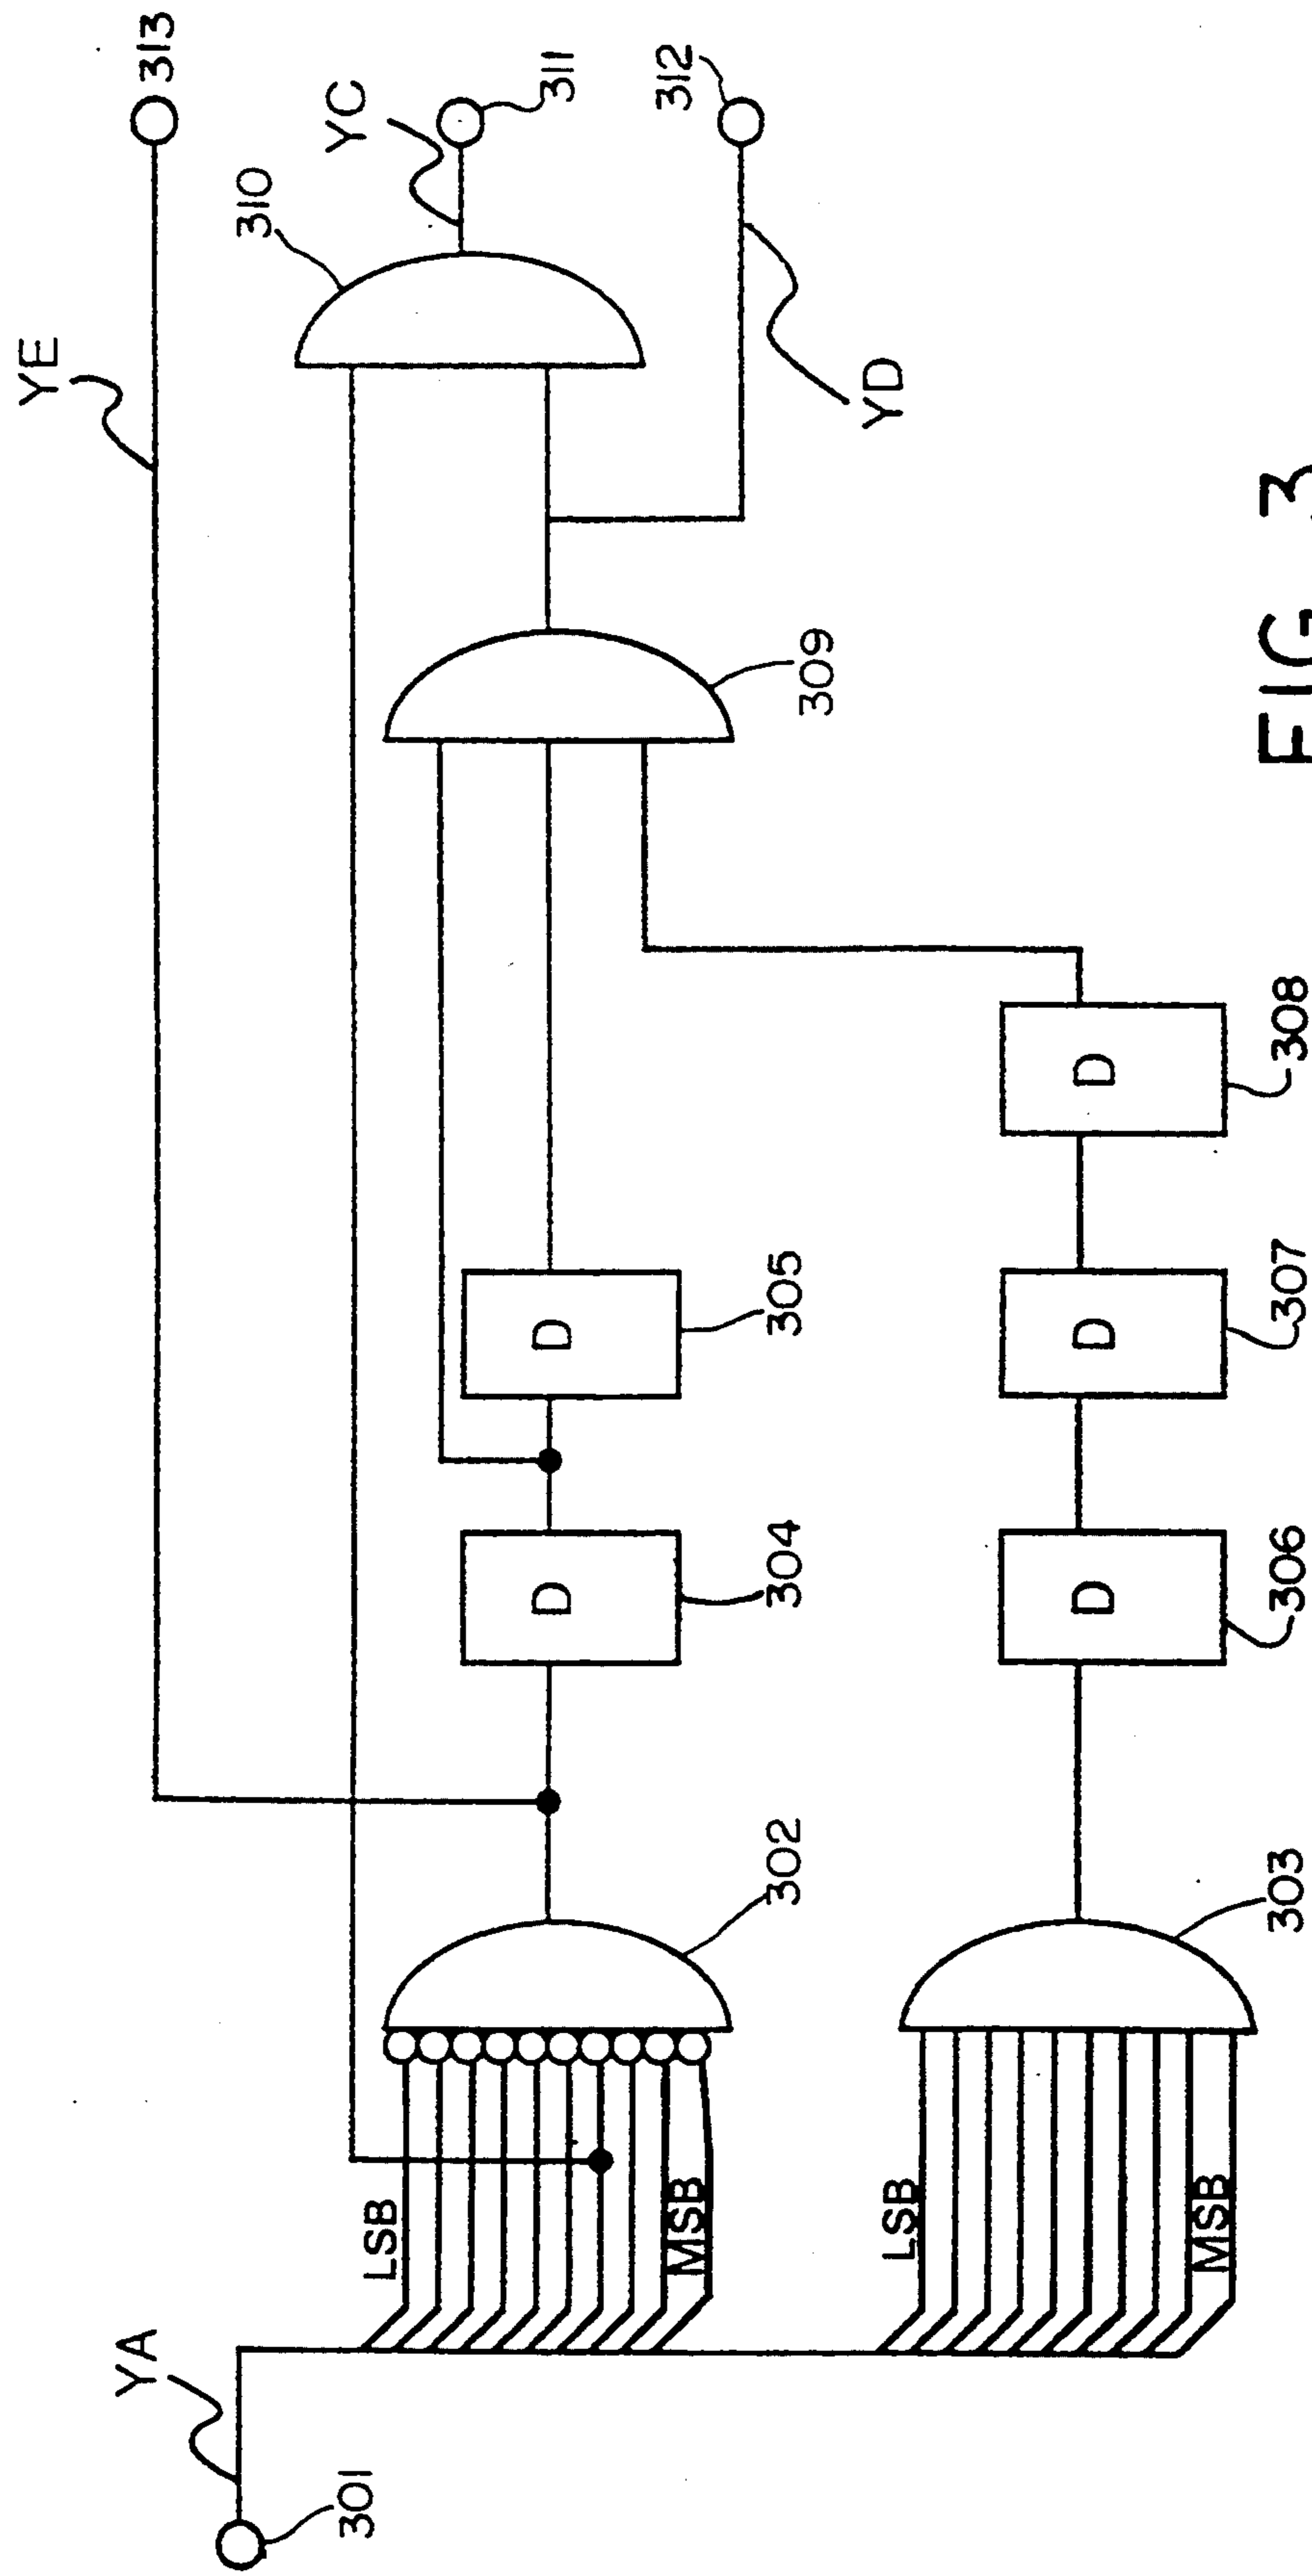 313
YE
310
YC
311
312
YD
309
308
305
307
D
D
304
306
D
D
D
302
303
LSB
MSB
LSB
MSB
YA
301
FIG. 3